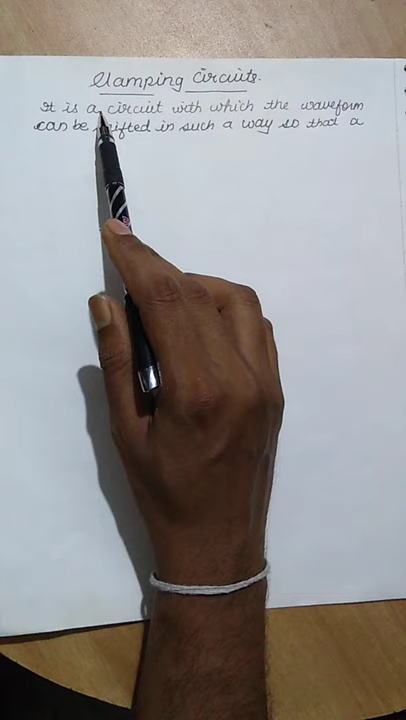 Clamping Circuits.
It is a circuit with which the waveform
can be shifted in such a way so that a